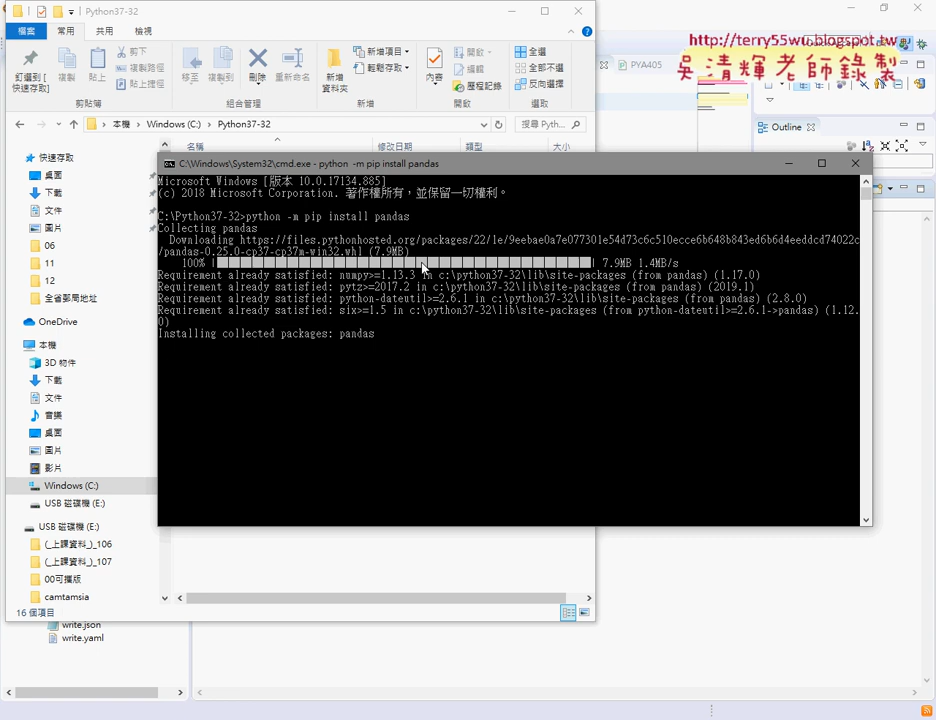 Python37-32
檔案
常用
共用
檢視
釘選到 [
快速存取]
複製
貼上
剪下
複製路徑
貼上捷徑
剪貼簿
移至
複製到
刪除
重新命名
組合管理
新增
資料夾
新增項目
輕鬆存取
新增
內容
開啟
編輯
歷程記錄
開啟
全選
全部不選
反向選擇
選取
http://terry55wu.blogspot.tw
吳清輝老師錄製
PYA405
Outline
本機 > Windows (C:) > Python37-32
搜尋 Pyth...
名稱
修改日期
類型
大小
快速存取
桌面
下載
文件
圖片
06
11
12
全省郵局地址
OneDrive
本機
3D 物件
下載
文件
音樂
桌面
圖片
影片
Windows (C:)
USB 磁碟機 (E:)
USB 磁碟機 (E:)
(_上課資料_)_106
(_上課資料_)_107
00可攜版
camtamsia
16 個項目
write.json
write.yaml
C:\Windows\System32\cmd.exe - python -m pip install pandas
Microsoft Windows [版本 10.0.17134.885]
(c) 2018 Microsoft Corporation. 著作權所有，並保留一切權利。
C:\Python37-32>python -m pip install pandas
Collecting pandas
Downloading https://files.pythonhosted.org/packages/22/1e/9eebae0a7e077301e54d73c6c510ecce6b648b843ed6b6d4eeddcd74022c
/pandas-0.25.0-cp37-cp37m-win32.whl (7.9MB)
100% | | 7.9MB 1.4MB/s
Requirement already satisfied: numpy>=1.13.3 in c:\python37-32\lib\site-packages (from pandas) (1.17.0)
Requirement already satisfied: pytz>=2017.2 in c:\python37-32\lib\site-packages (from pandas) (2019.1)
Requirement already satisfied: python-dateutil>=2.6.1 in c:\python37-32\lib\site-packages (from pandas) (2.8.0)
Requirement already satisfied: six>=1.5 in c:\python37-32\lib\site-packages (from python-dateutil>=2.6.1->pandas) (1.12.
0)
Installing collected packages: pandas